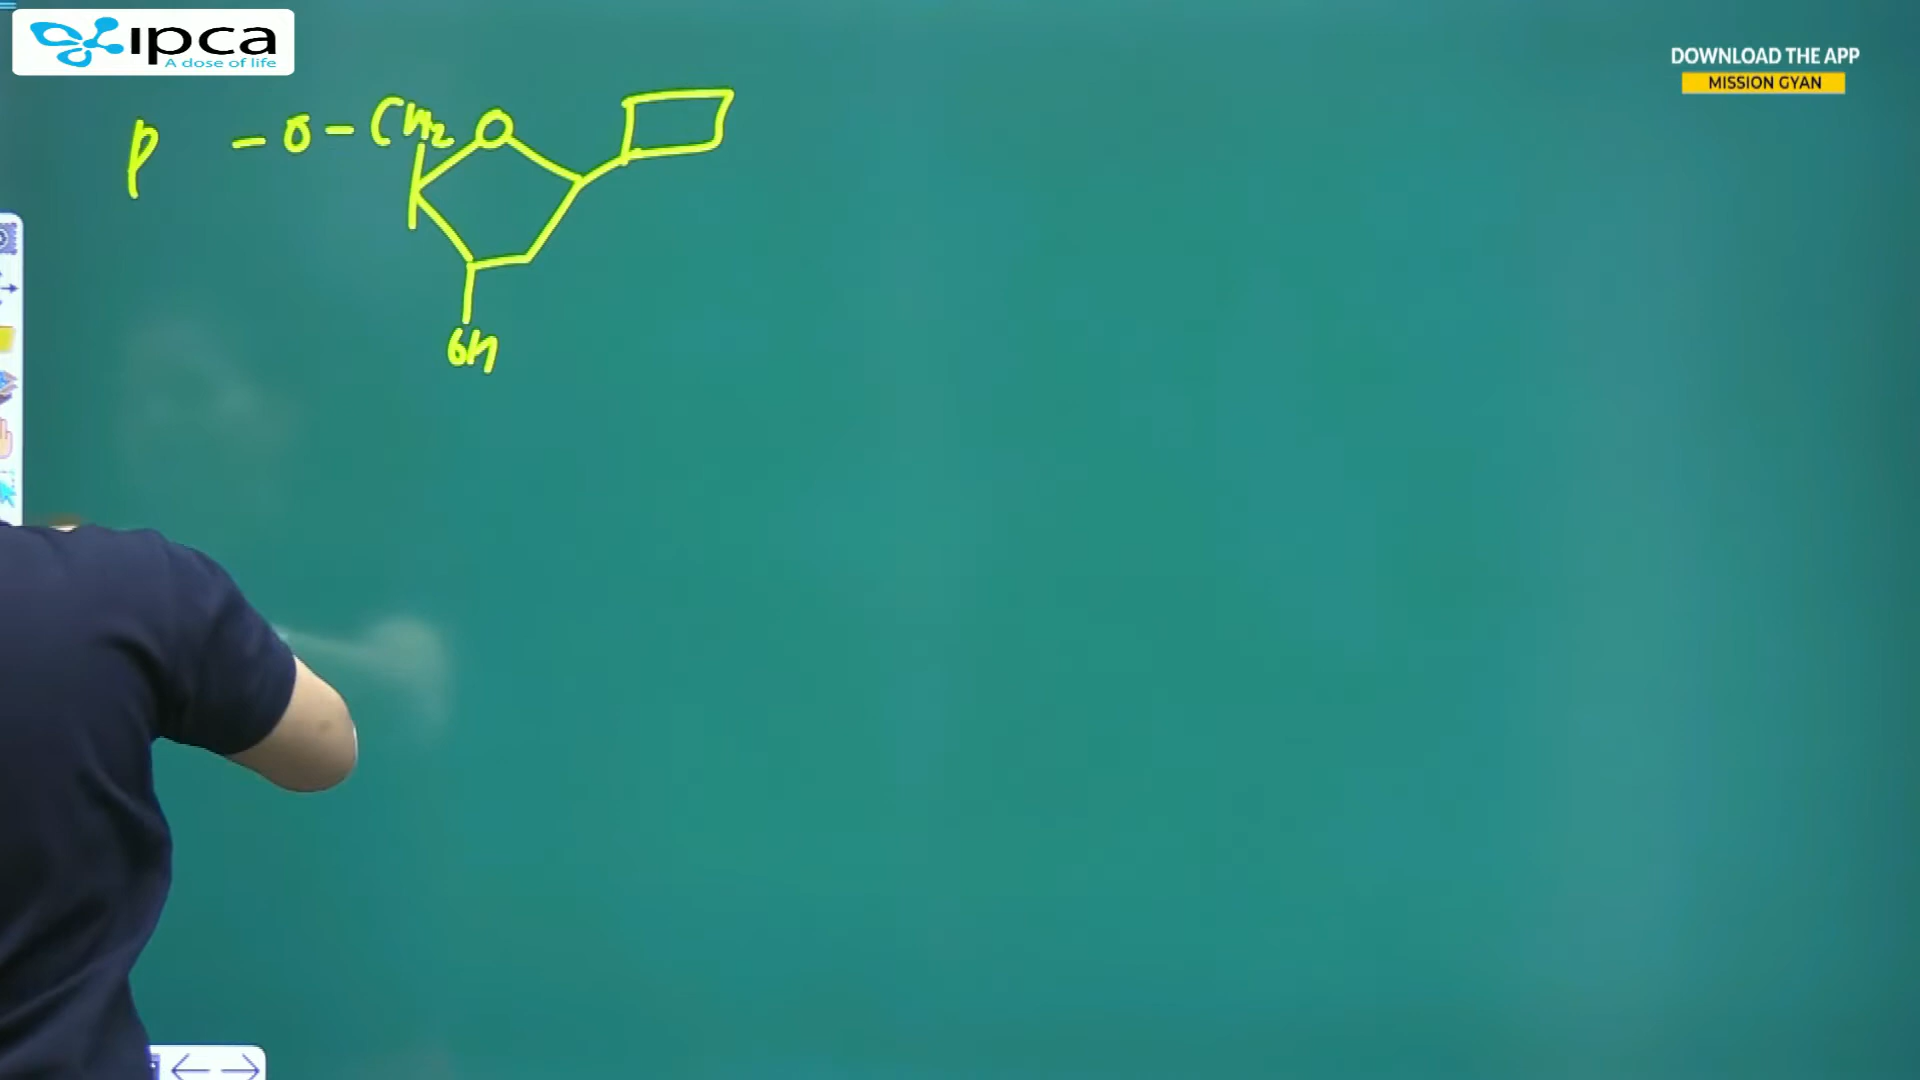 ipca
A dose of life
DOWNLOAD THE APP
MISSION GYAN
P - O - CH2
O
OH